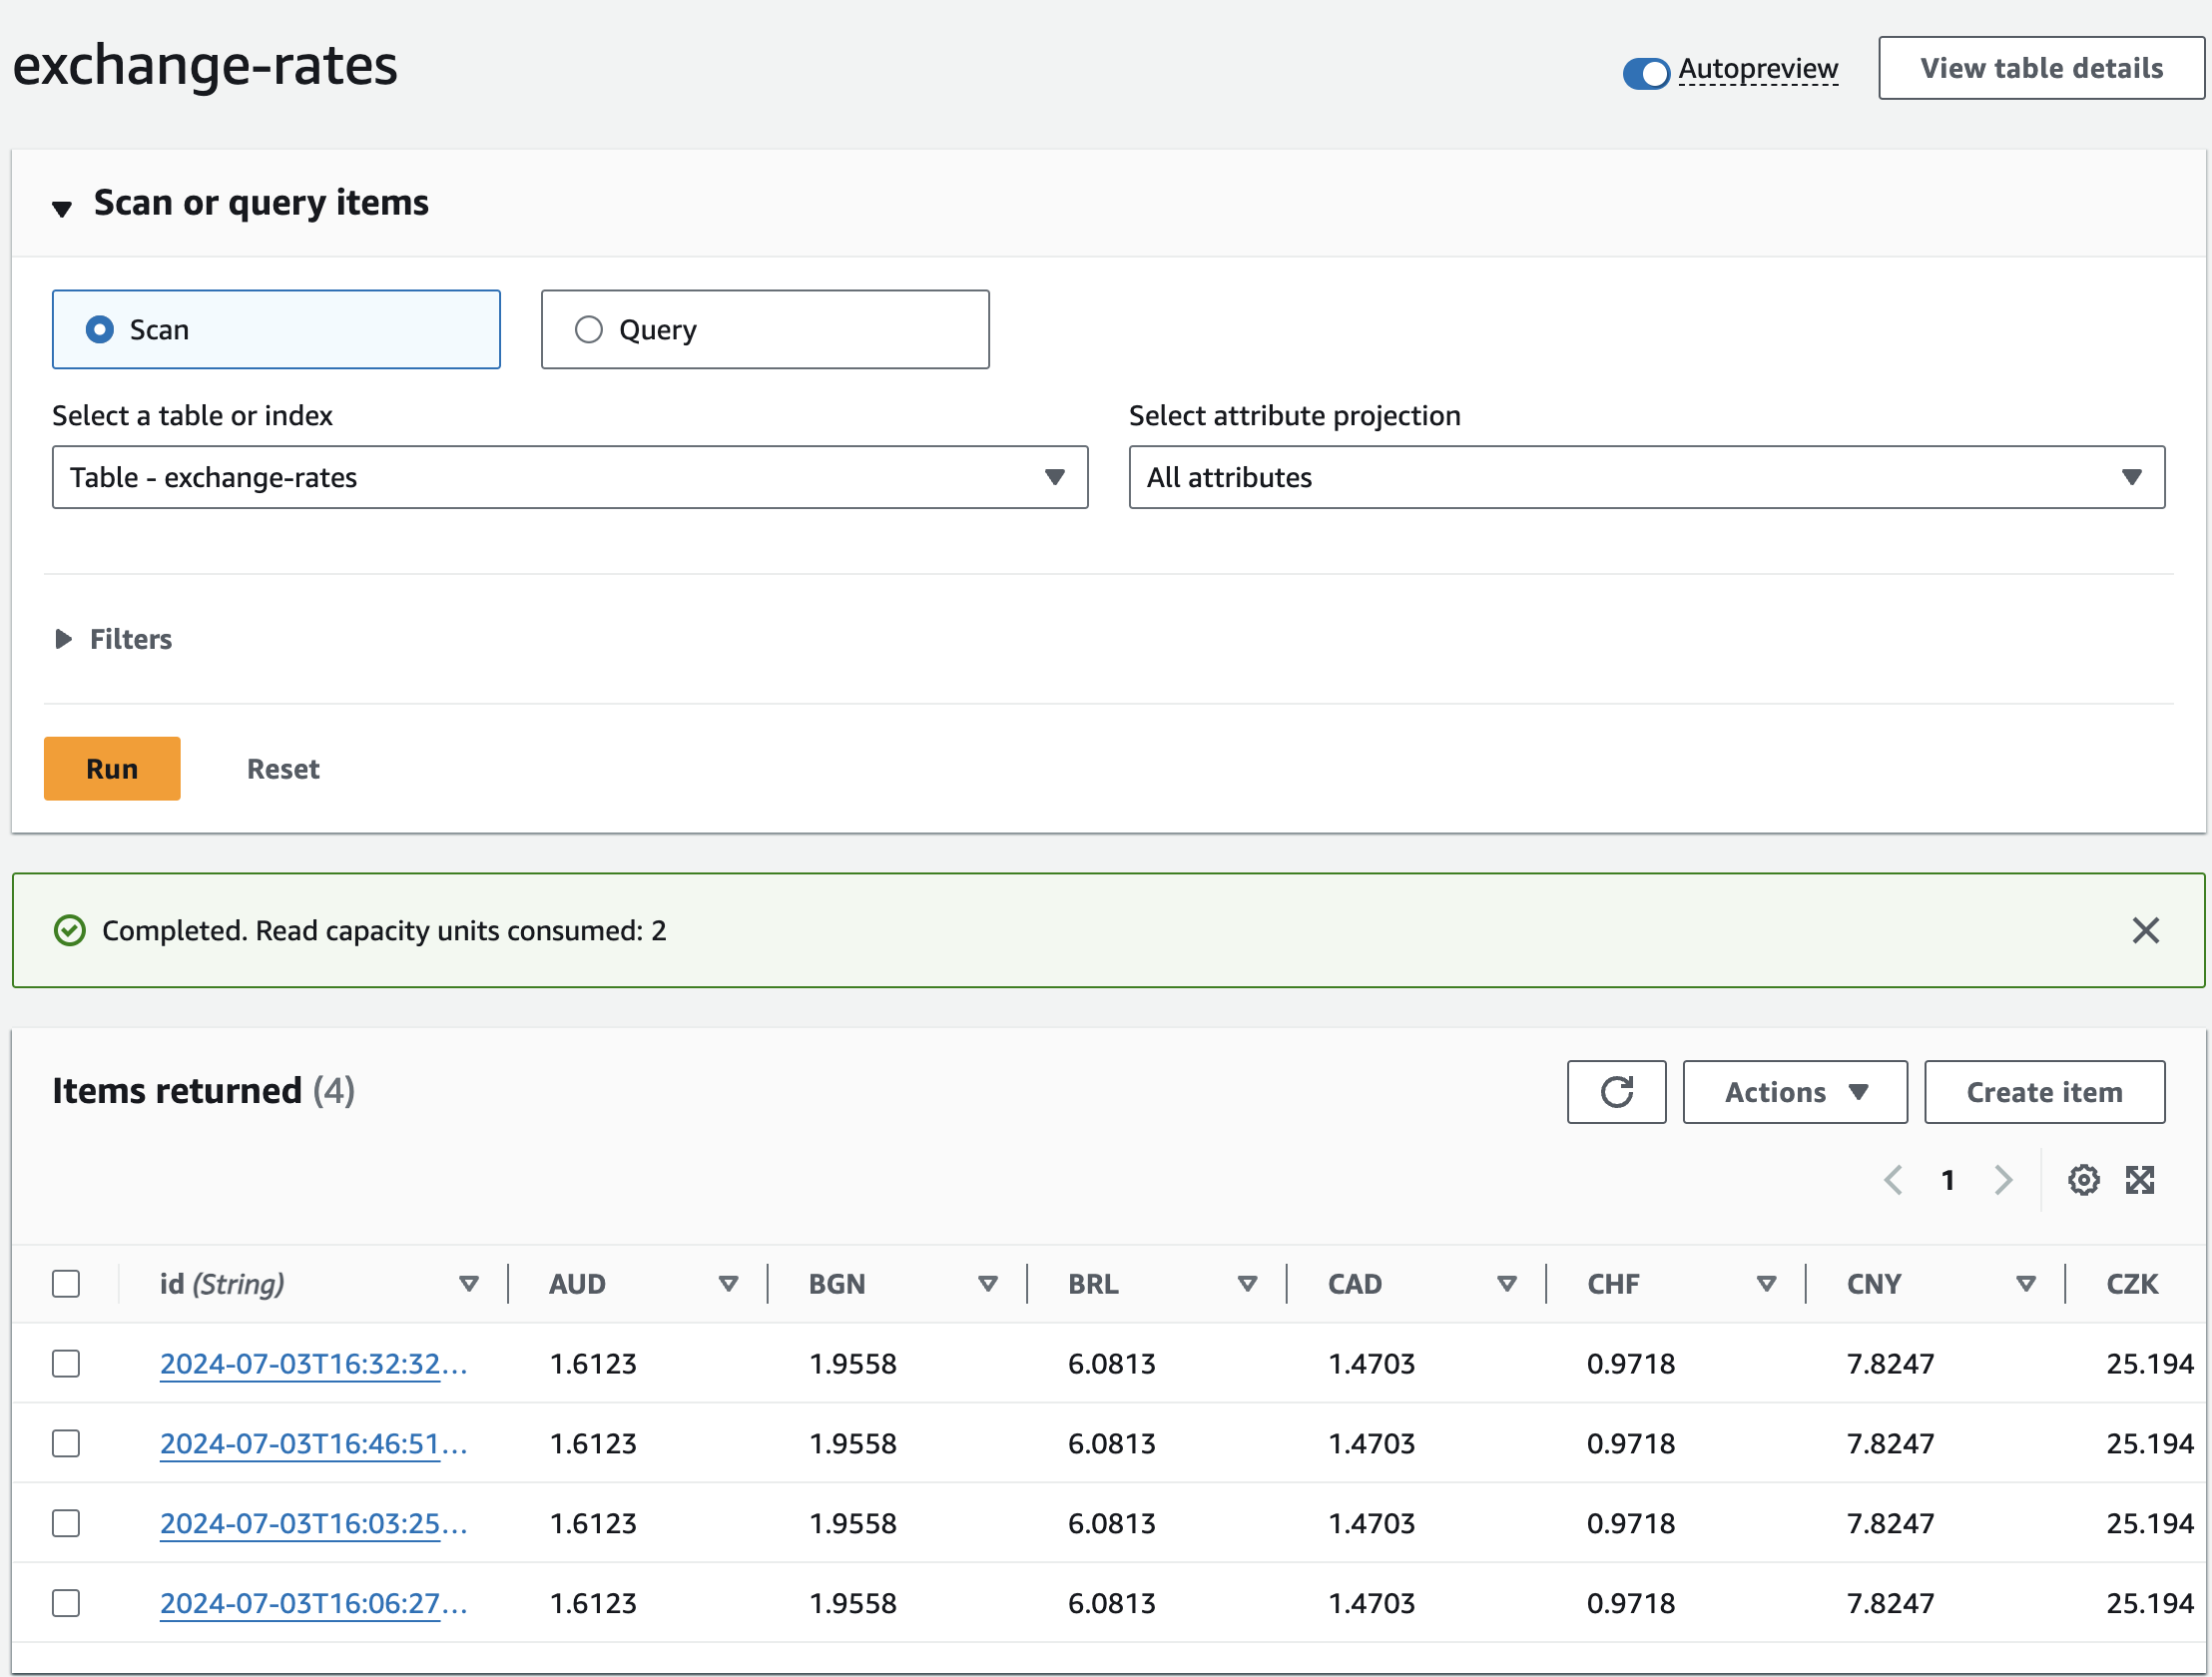 exchange-rates
Autopreview
View table details
Scan or query items
Scan
Query
Select a table or index
Select attribute projection
Table - exchange-rates
All attributes
Filters
Run
Reset
Completed. Read capacity units consumed: 2
Items returned (4)
Actions
Create item
1
id (String) AUD BGN BRL CAD CHF CNY CZK
2024-07-03T16:32:32... 1.6123 1.9558 6.0813 1.4703 0.9718 7.8247 25.194
2024-07-03T16:46:51... 1.6123 1.9558 6.0813 1.4703 0.9718 7.8247 25.194
2024-07-03T16:03:25... 1.6123 1.9558 6.0813 1.4703 0.9718 7.8247 25.194
2024-07-03T16:06:27... 1.6123 1.9558 6.0813 1.4703 0.9718 7.8247 25.194